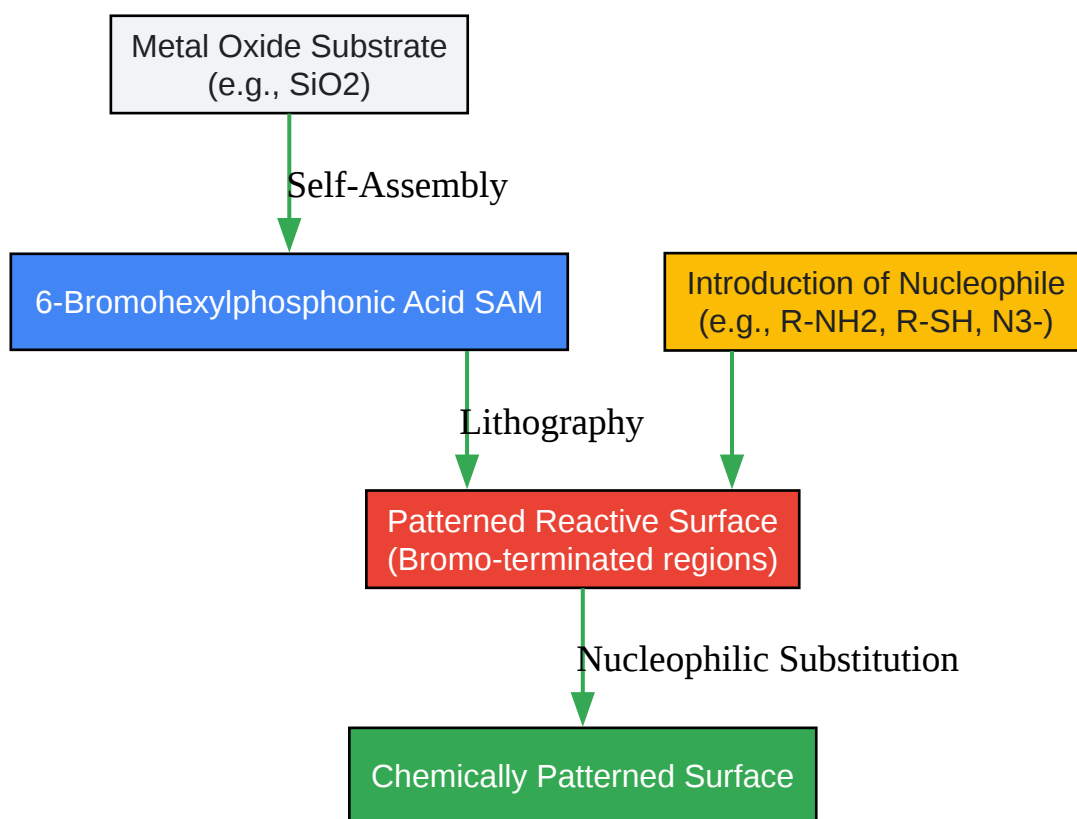 Metal Oxide Substrate
(e.g., SiO2)
Self-Assembly
6-Bromohexylphosphonic Acid SAM
Introduction of Nucleophile
(e.g., R-NH2, R-SH, N3-)
Lithography
Patterned Reactive Surface
(Bromo-terminated regions)
Nucleophilic Substitution
Chemically Patterned Surface